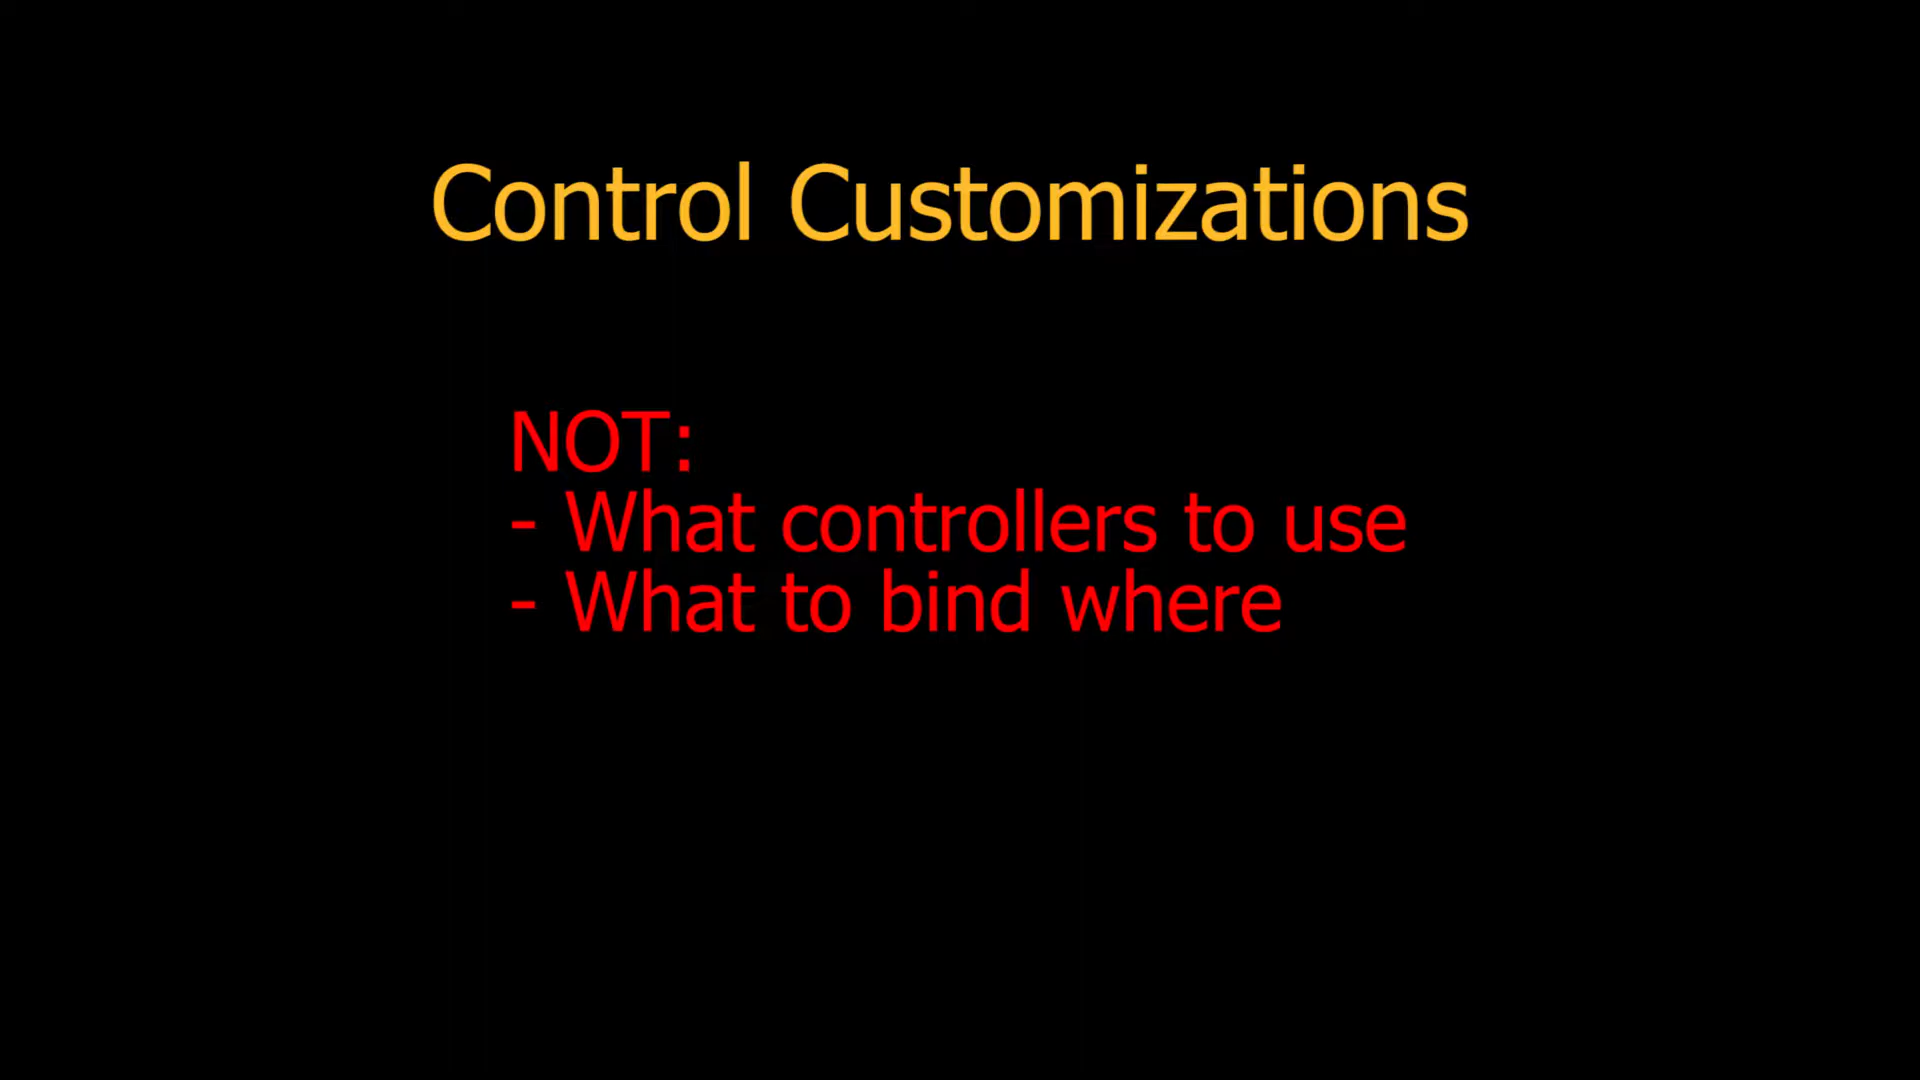 Control Customizations
NOT:
- What controllers to use
- What to bind where